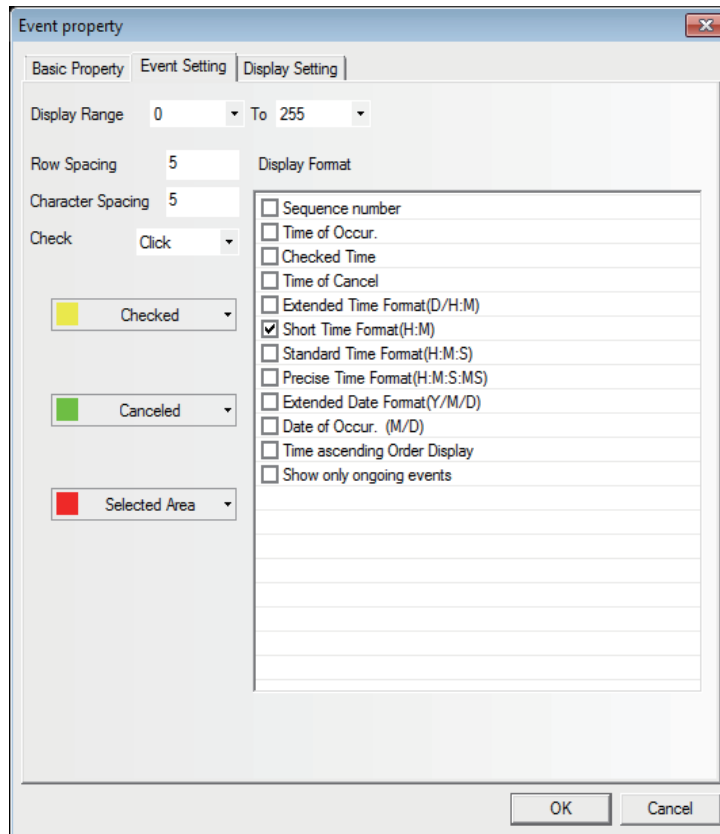 Event property
Basic Property Event Setting Display Setting
Display Range 0 To 255
Row Spacing 5 Display Format
Character Spacing 5
Check Click
Checked
Canceled
Selected Area
Sequence number
Time of Occur.
Checked Time
Time of Cancel
Extended Time Format(D/H:M)
Short Time Format(H:M)
Standard Time Format(H:M:S)
Precise Time Format(H:M:S:MS)
Extended Date Format(Y/M/D)
Date of Occur. (M/D)
Time ascending Order Display
Show only ongoing events
OK Cancel